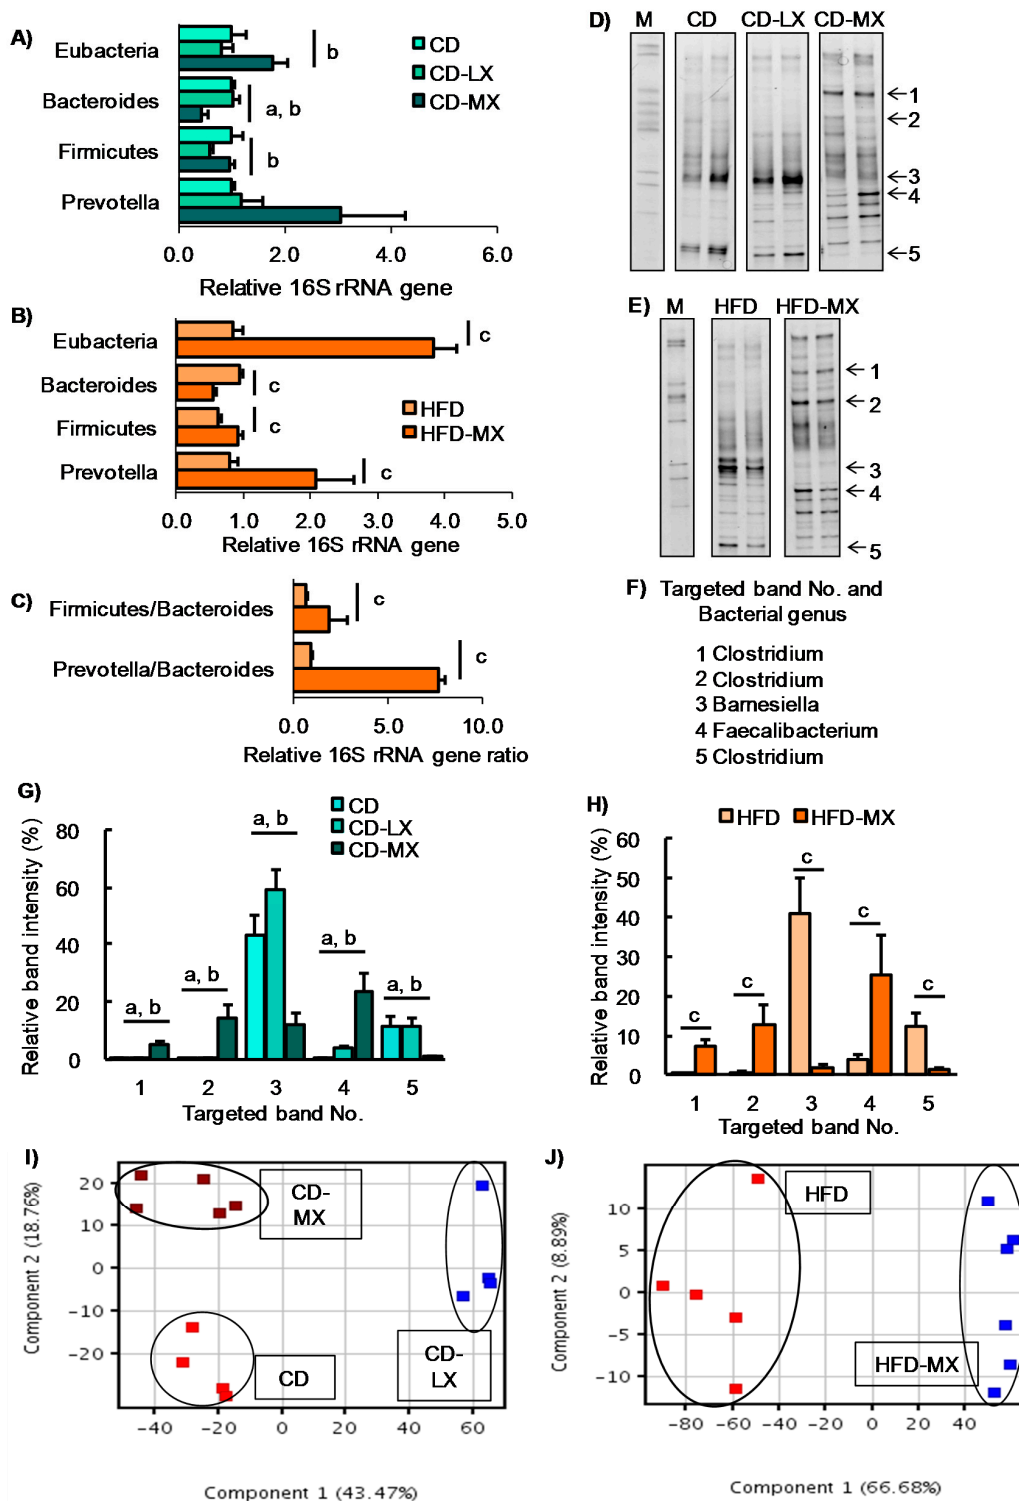 A)
Eubacteria
Bacteroides
Firmicutes
Prevotella
b
a, b
b
CD
CD-LX
CD-MX
0.0 2.0 4.0 6.0
Relative 16S rRNA gene
B)
Eubacteria
Bacteroides
Firmicutes
Prevotella
c
c
c
c
HFD
HFD-MX
0.0 1.0 2.0 3.0 4.0 5.0
Relative 16S rRNA gene
C)
Firmicutes/Bacteroides
Prevotella/Bacteroides
c
c
0.0 5.0 10.0
Relative 16S rRNA gene ratio
D) M CD CD-LX CD-MX
←1
←2
←3
←4
←5
E) M HFD HFD-MX
←1
←2
←3
←4
←5
F) Targeted band No. and
Bacterial genus
1 Clostridium
2 Clostridium
3 Barnesiella
4 Faecalibacterium
5 Clostridium
G)
CD
CD-LX
CD-MX
Relative band intensity (%)
80
60
40
20
0
a, b
a, b
a, b
a, b
a, b
1 2 3 4 5
Targeted band No.
H)
HFD HFD-MX
Relative band intensity (%)
60
50
40
30
20
10
0
c
c
c
c
c
1 2 3 4 5
Targeted band No.
I)
Component 2 (18.76%)
20
10
0
−10
−20
CD-
MX
CD
CD-
LX
−40 −20 0 20 40 60
Component 1 (43.47%)
J)
Component 2 (8.89%)
10
5
0
−5
−10
HFD
HFD-MX
−80 −60 −40 −20 0 20 40
Component 1 (66.68%)